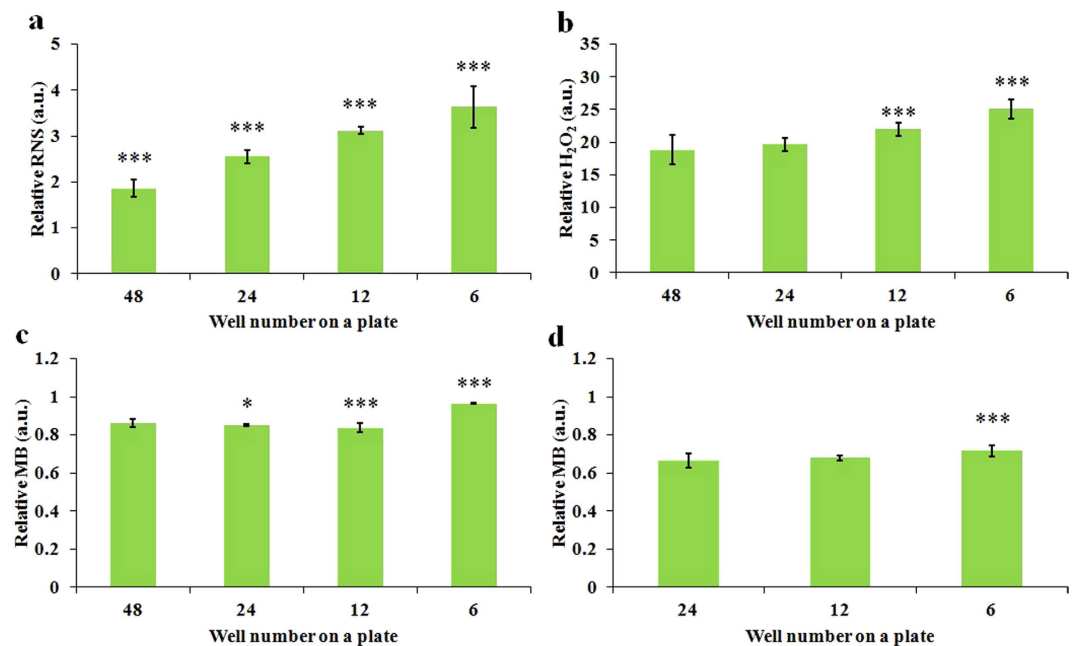 a
Relative RNS (a.u.)
5
4
3
2
1
0
***
***
***
***
48 24 12 6
Well number on a plate
b
Relative H₂O₂ (a.u.)
35
30
25
20
15
10
5
0
***
***
48 24 12 6
Well number on a plate
c
Relative MB (a.u.)
1.2
1
0.8
0.6
0.4
0.2
0
*
***
***
48 24 12 6
Well number on a plate
d
Relative MB (a.u.)
1.2
1
0.8
0.6
0.4
0.2
0
***
24 12 6
Well number on a plate